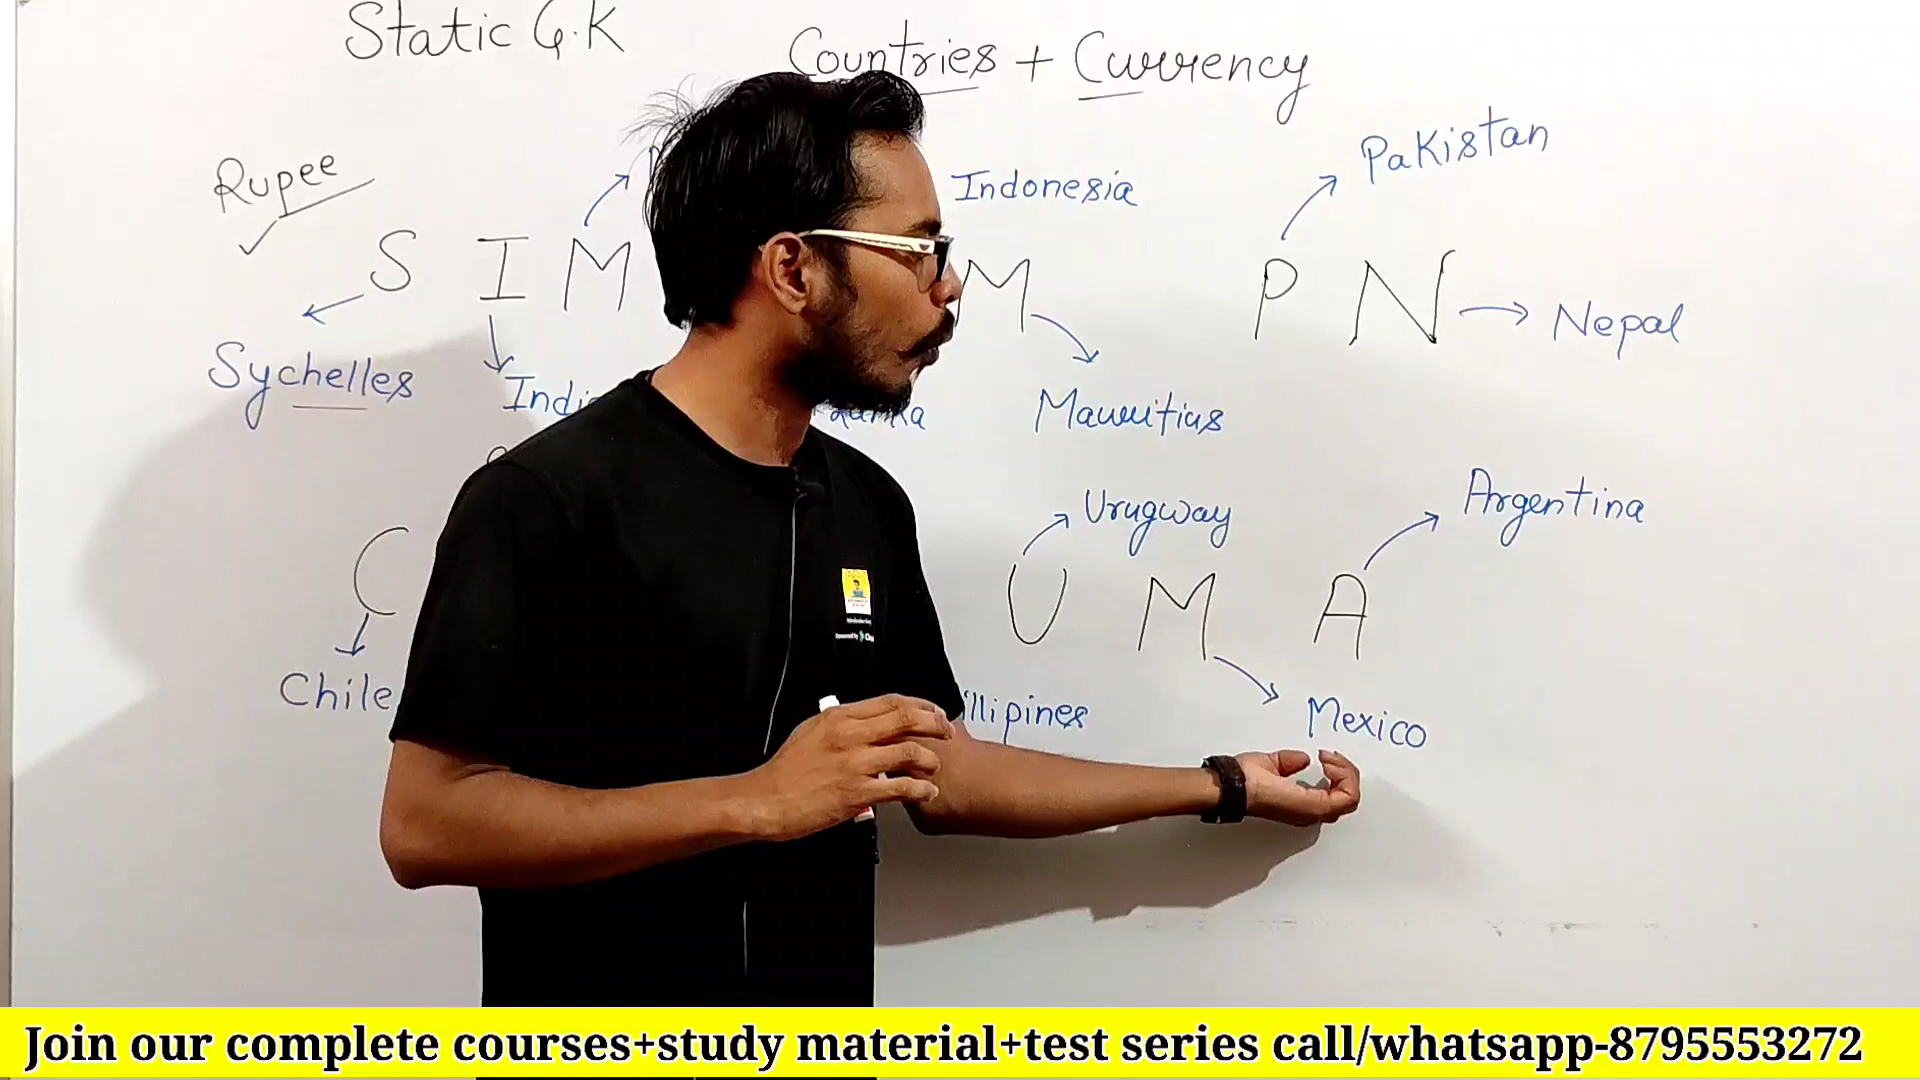 Static G.K
Countries + Currency
Pakistan
Rupee
Indonesia
S I M M P N
Nepal
Sychelles
Mauritius
Argentina
Urugway
C U M A
Chile
Mexico
Join our complete courses+study material+test series call/whatsapp-8795553272